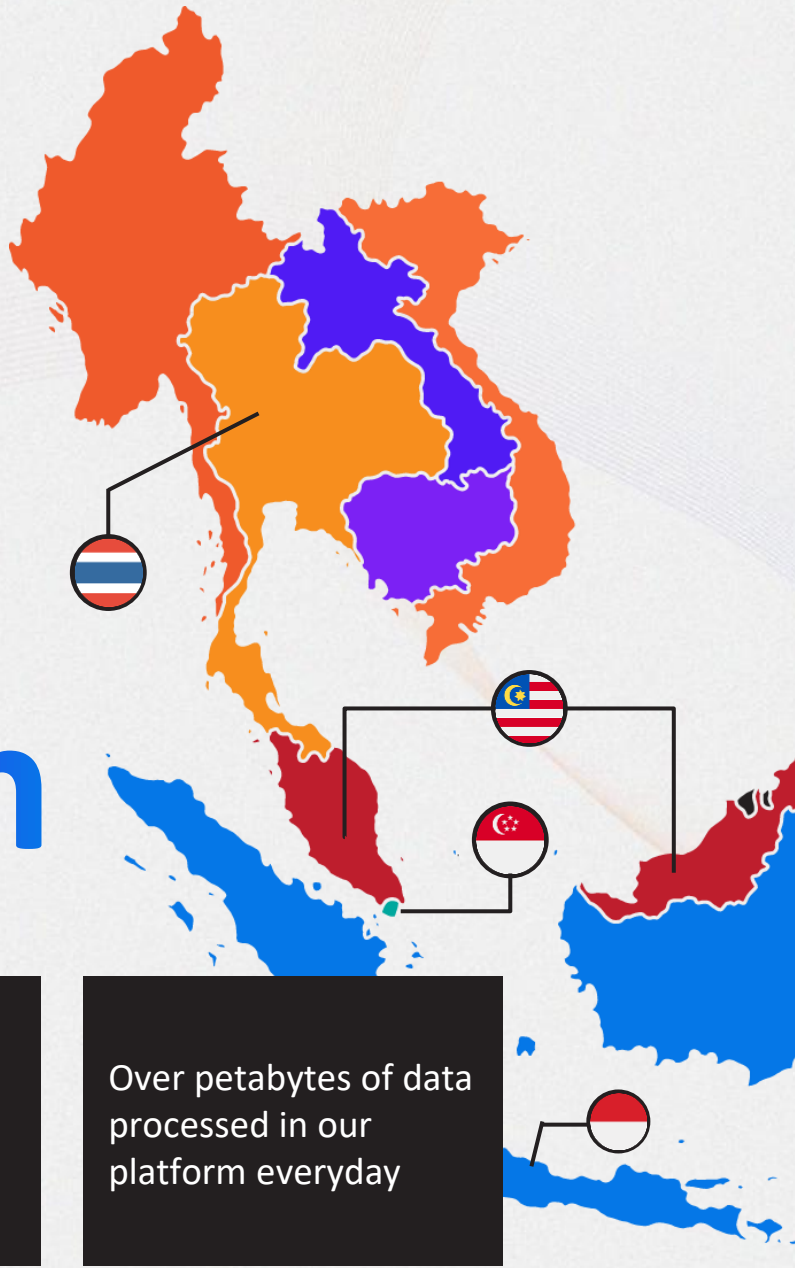 n
Over petabytes of data
processed in our
platform everyday